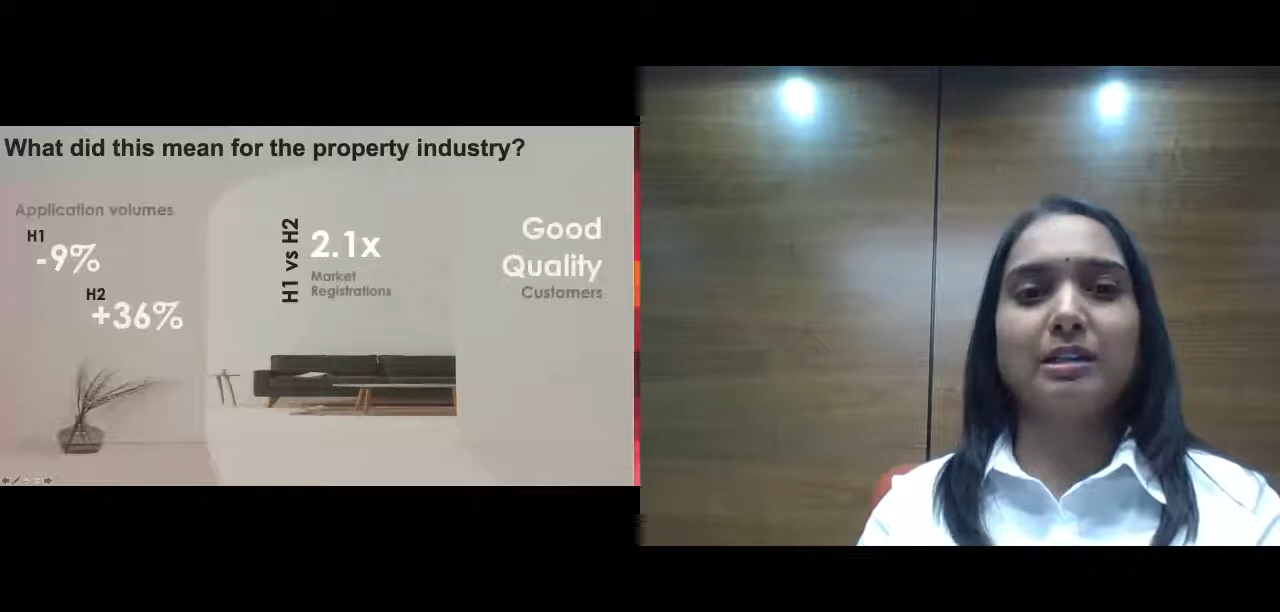 What did this mean for the property industry?
Application volumes
H1
-9%
H2
+36%
H1 vs H2
2.1x
Market
Registrations
Good
Quality
Customers